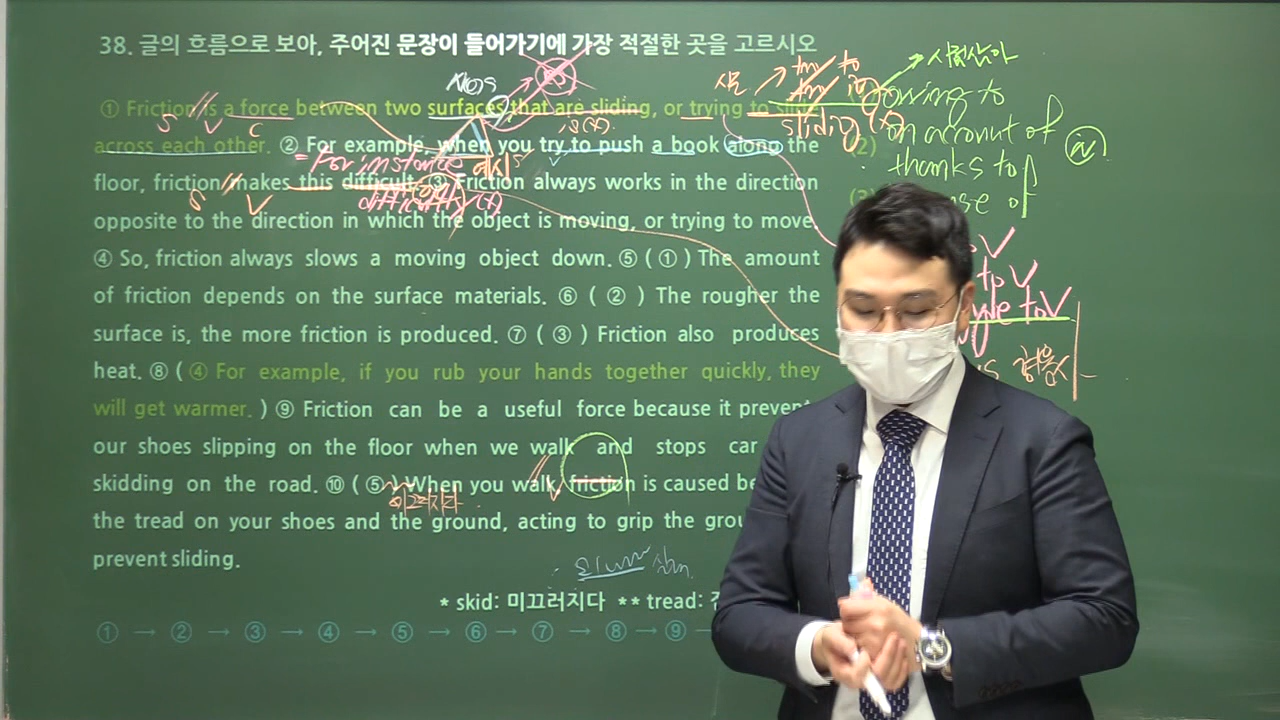 38. 글의 흐름으로 보아, 주어진 문장이 들어가기에 가장 적절한 곳을 고르시오
① Friction is a force between two surfaces that are sliding, or trying to slide
across each other. ② For example, when you try to push a book along the
floor, friction makes this difficult. ③ Friction always works in the direction
opposite to the direction in which the object is moving, or trying to move.
④ So, friction always slows a moving object down. ⑤ ( ① ) The amount
of friction depends on the surface materials. ⑥ ( ② ) The rougher the
surface is, the more friction is produced. ⑦ ( ③ ) Friction also produces
heat. ⑧ ( ④ For example, if you rub your hands together quickly, they
will get warmer. ) ⑨ Friction can be a useful force because it prevent
our shoes slipping on the floor when we walk and stops car
skidding on the road. ⑩ ( ⑤ ) When you walk, friction is caused be
the tread on your shoes and the ground, acting to grip the grou
prevent sliding.
* skid: 미끄러지다 ** tread:
① → ② → ③ → ④ → ⑤ → ⑥ → ⑦ → ⑧ → ⑨ →
S V C
is(X)
sliding (X)
= For instance
예시
S V
difficulty(X)
owing to
(2) on account of
thanks to
of
V
to V
to V